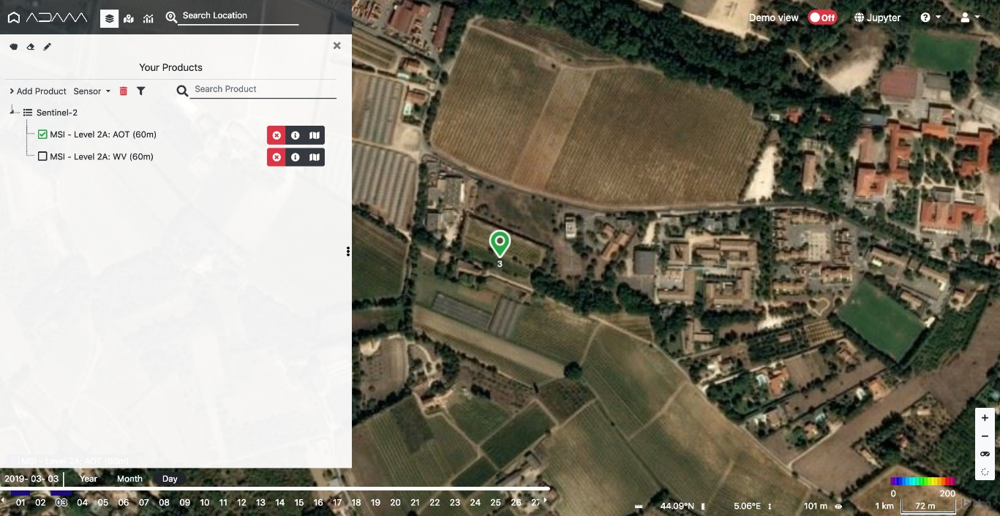 ADAM
Search Location
Demo view
Off
Jupyter
Your Products
Add Product
Sensor
Search Product
Sentinel-2
MSI - Level 2A: AOT (60m)
MSI - Level 2A: WV (60m)
3
MSI - Level 2A: AOT (60m)
2019- 03- 03
Year
Month
Day
0
200
01 02 03 04 05 06 07 08 09 10 11 12 13 14 15 16 17 18 19 20 21 22 23 24 25 26
44.09°N
5.06°E
101 m
1 km
72 m